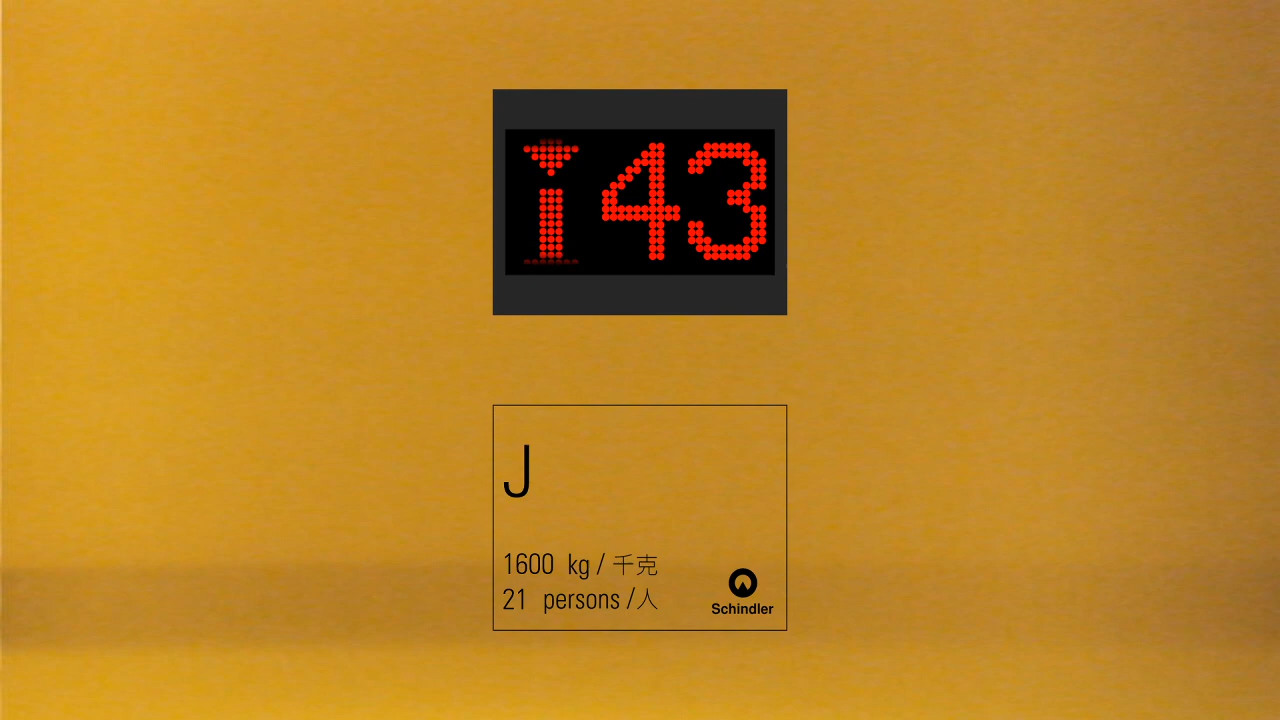 43
J
1600 kg / 千克
21 persons /人
Schindler